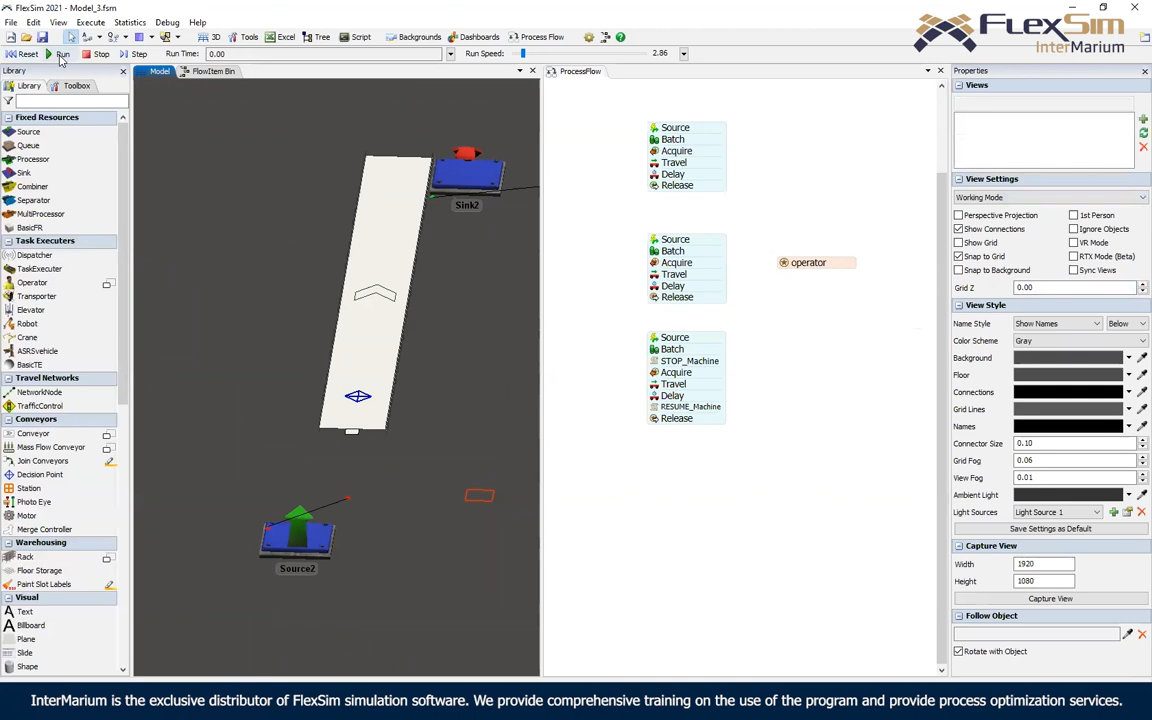 FlexSim 2021 - Model_3.fsm
File Edit View Execute Statistics Debug Help
3D Tools Excel Tree Script Backgrounds Dashboards Process Flow
FLEXSIM
InterMarium
Reset Run Stop Step Run Time: 0.00 Run Speed: 2.86
Library
Library Toolbox
Fixed Resources
Source
Queue
Processor
Sink
Combiner
Separator
MultiProcessor
BasicFR
Task Executers
Dispatcher
TaskExecuter
Operator
Transporter
Elevator
Robot
Crane
ASRSvehicle
BasicTE
Travel Networks
NetworkNode
TrafficControl
Conveyors
Conveyor
Mass Flow Conveyor
Join Conveyors
Decision Point
Station
Photo Eye
Motor
Merge Controller
Warehousing
Rack
Floor Storage
Paint Slot Labels
Visual
Text
Billboard
Plane
Slide
Shape
Model FlowItem Bin
Sink2
Source2
ProcessFlow
Source
Batch
Acquire
Travel
Delay
Release
Source
Batch
Acquire
Travel
Delay
Release
operator
Source
Batch
STOP_Machine
Acquire
Travel
Delay
RESUME_Machine
Release
Properties
Views
View Settings
Working Mode
Perspective Projection 1st Person
Show Connections Ignore Objects
Show Grid VR Mode
Snap to Grid RTX Mode (Beta)
Snap to Background Sync Views
Grid Z 0.00
View Style
Name Style Show Names Below
Color Scheme Gray
Background
Floor
Connections
Grid Lines
Names
Connector Size 0.10
Grid Fog 0.06
View Fog 0.01
Ambient Light
Light Sources Light Source 1
Save Settings as Default
Capture View
Width 1920
Height 1080
Capture View
Follow Object
Rotate with Object
InterMarium is the exclusive distributor of FlexSim simulation software. We provide comprehensive training on the use of the program and provide process optimization services.